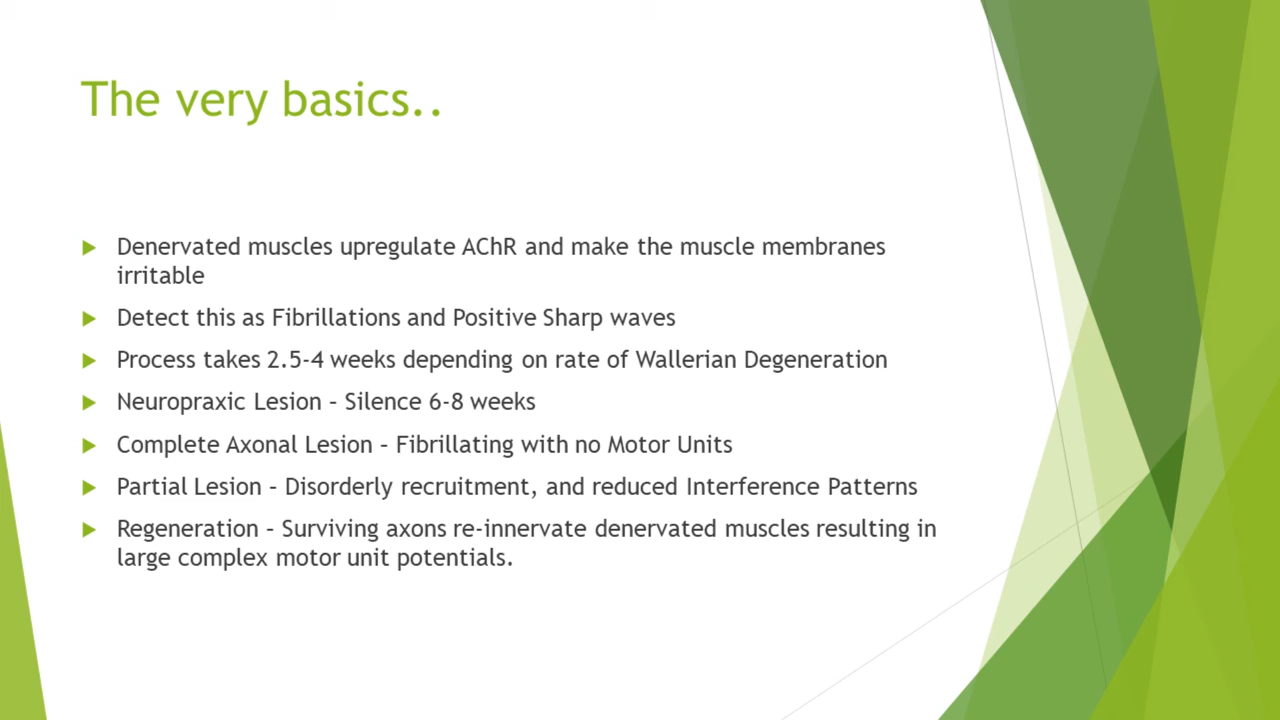 The very basics..
Denervated muscles upregulate AChR and make the muscle membranes
irritable
Detect this as Fibrillations and Positive Sharp waves
Process takes 2.5-4 weeks depending on rate of Wallerian Degeneration
Neuropraxic Lesion – Silence 6-8 weeks
Complete Axonal Lesion – Fibrillating with no Motor Units
Partial Lesion – Disorderly recruitment, and reduced Interference Patterns
Regeneration – Surviving axons re-innervate denervated muscles resulting in
large complex motor unit potentials.